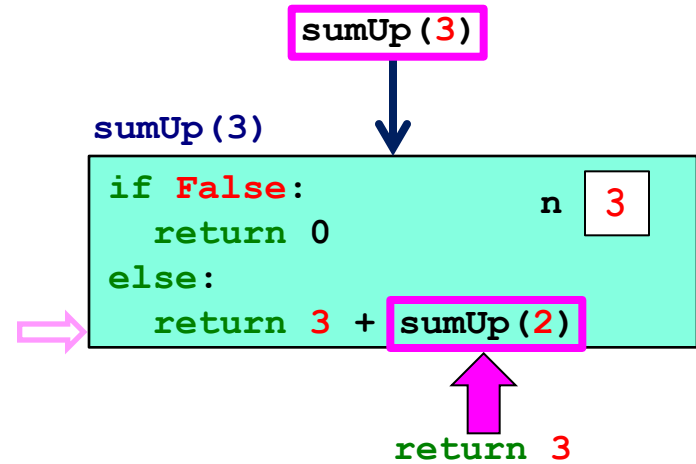 sumUp(3)
sumUp(3)
if False:
n 3
return 0
else:
return 3 + sumUp(2)
return 3